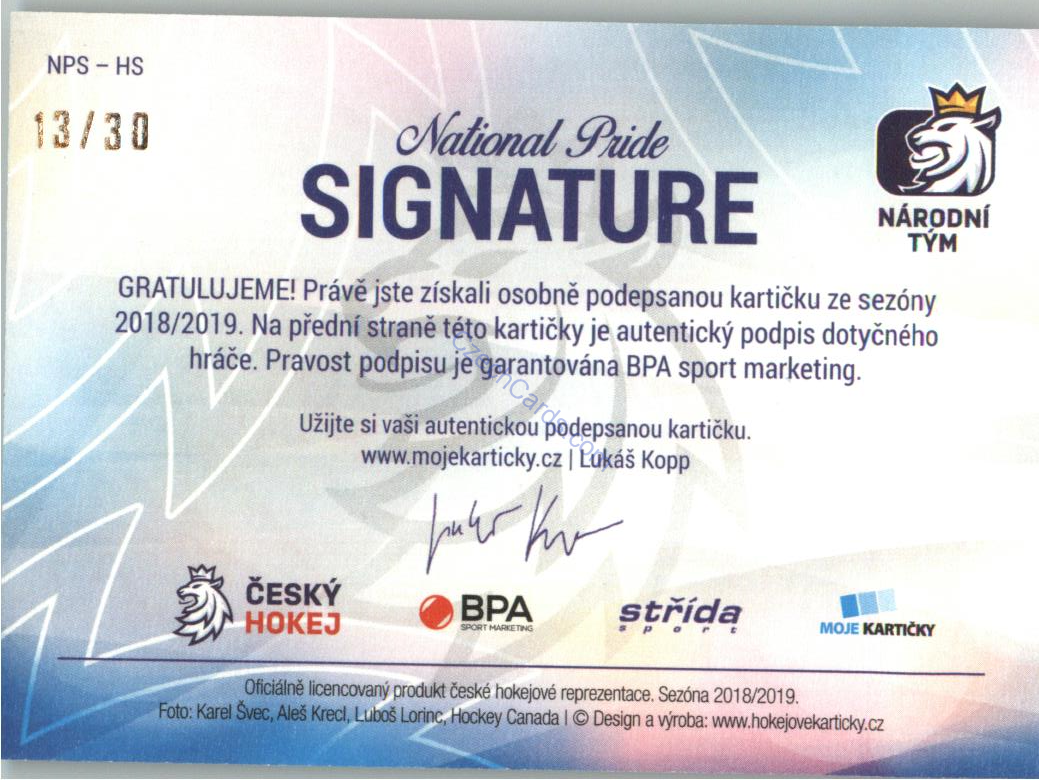 NPS – HS
13/30
National Pride
SIGNATURE
NÁRODNÍ
TÝM
GRATULUJEME! Právě jste získali osobně podepsanou kartičku ze sezóny
2018/2019. Na přední straně této kartičky je autentický podpis dotyčného
hráče. Pravost podpisu je garantována BPA sport marketing.
CzechCards.com
Užijte si vaši autentickou podepsanou kartičku.
www.mojekarticky.cz | Lukáš Kopp
ČESKÝ
HOKEJ
BPA
SPORT MARKETING
střída
sport
MOJE KARTIČKY
Oficiálně licencovaný produkt české hokejové reprezentace. Sezóna 2018/2019.
Foto: Karel Švec, Aleš Krecl, Luboš Lorinc, Hockey Canada | © Design a výroba: www.hokejovekarticky.cz